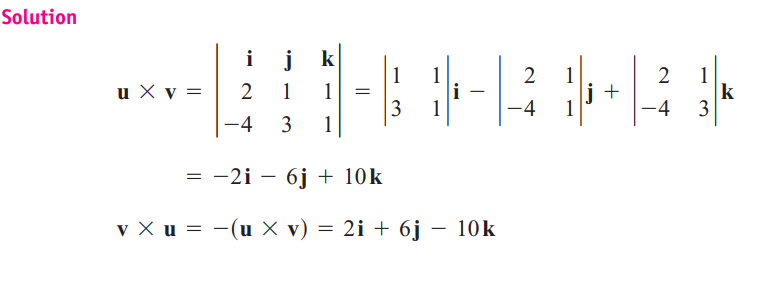 Solution
u × v = | i j k; 2 1 1; −4 3 1 | = | 1 1; 3 1 | i − | 2 1; −4 1 | j + | 2 1; −4 3 | k
= −2i − 6j + 10k
v × u = −(u × v) = 2i + 6j − 10k